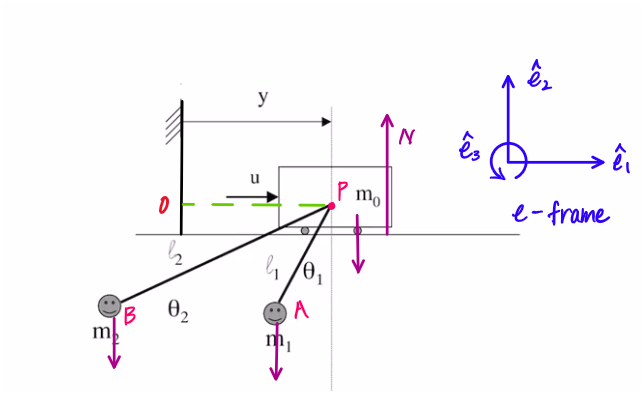 y
N
ê₂
ê₃
ê₁
e-frame
u
P
m₀
O
l₂
l₁
θ₁
B
θ₂
A
m₂
m₁